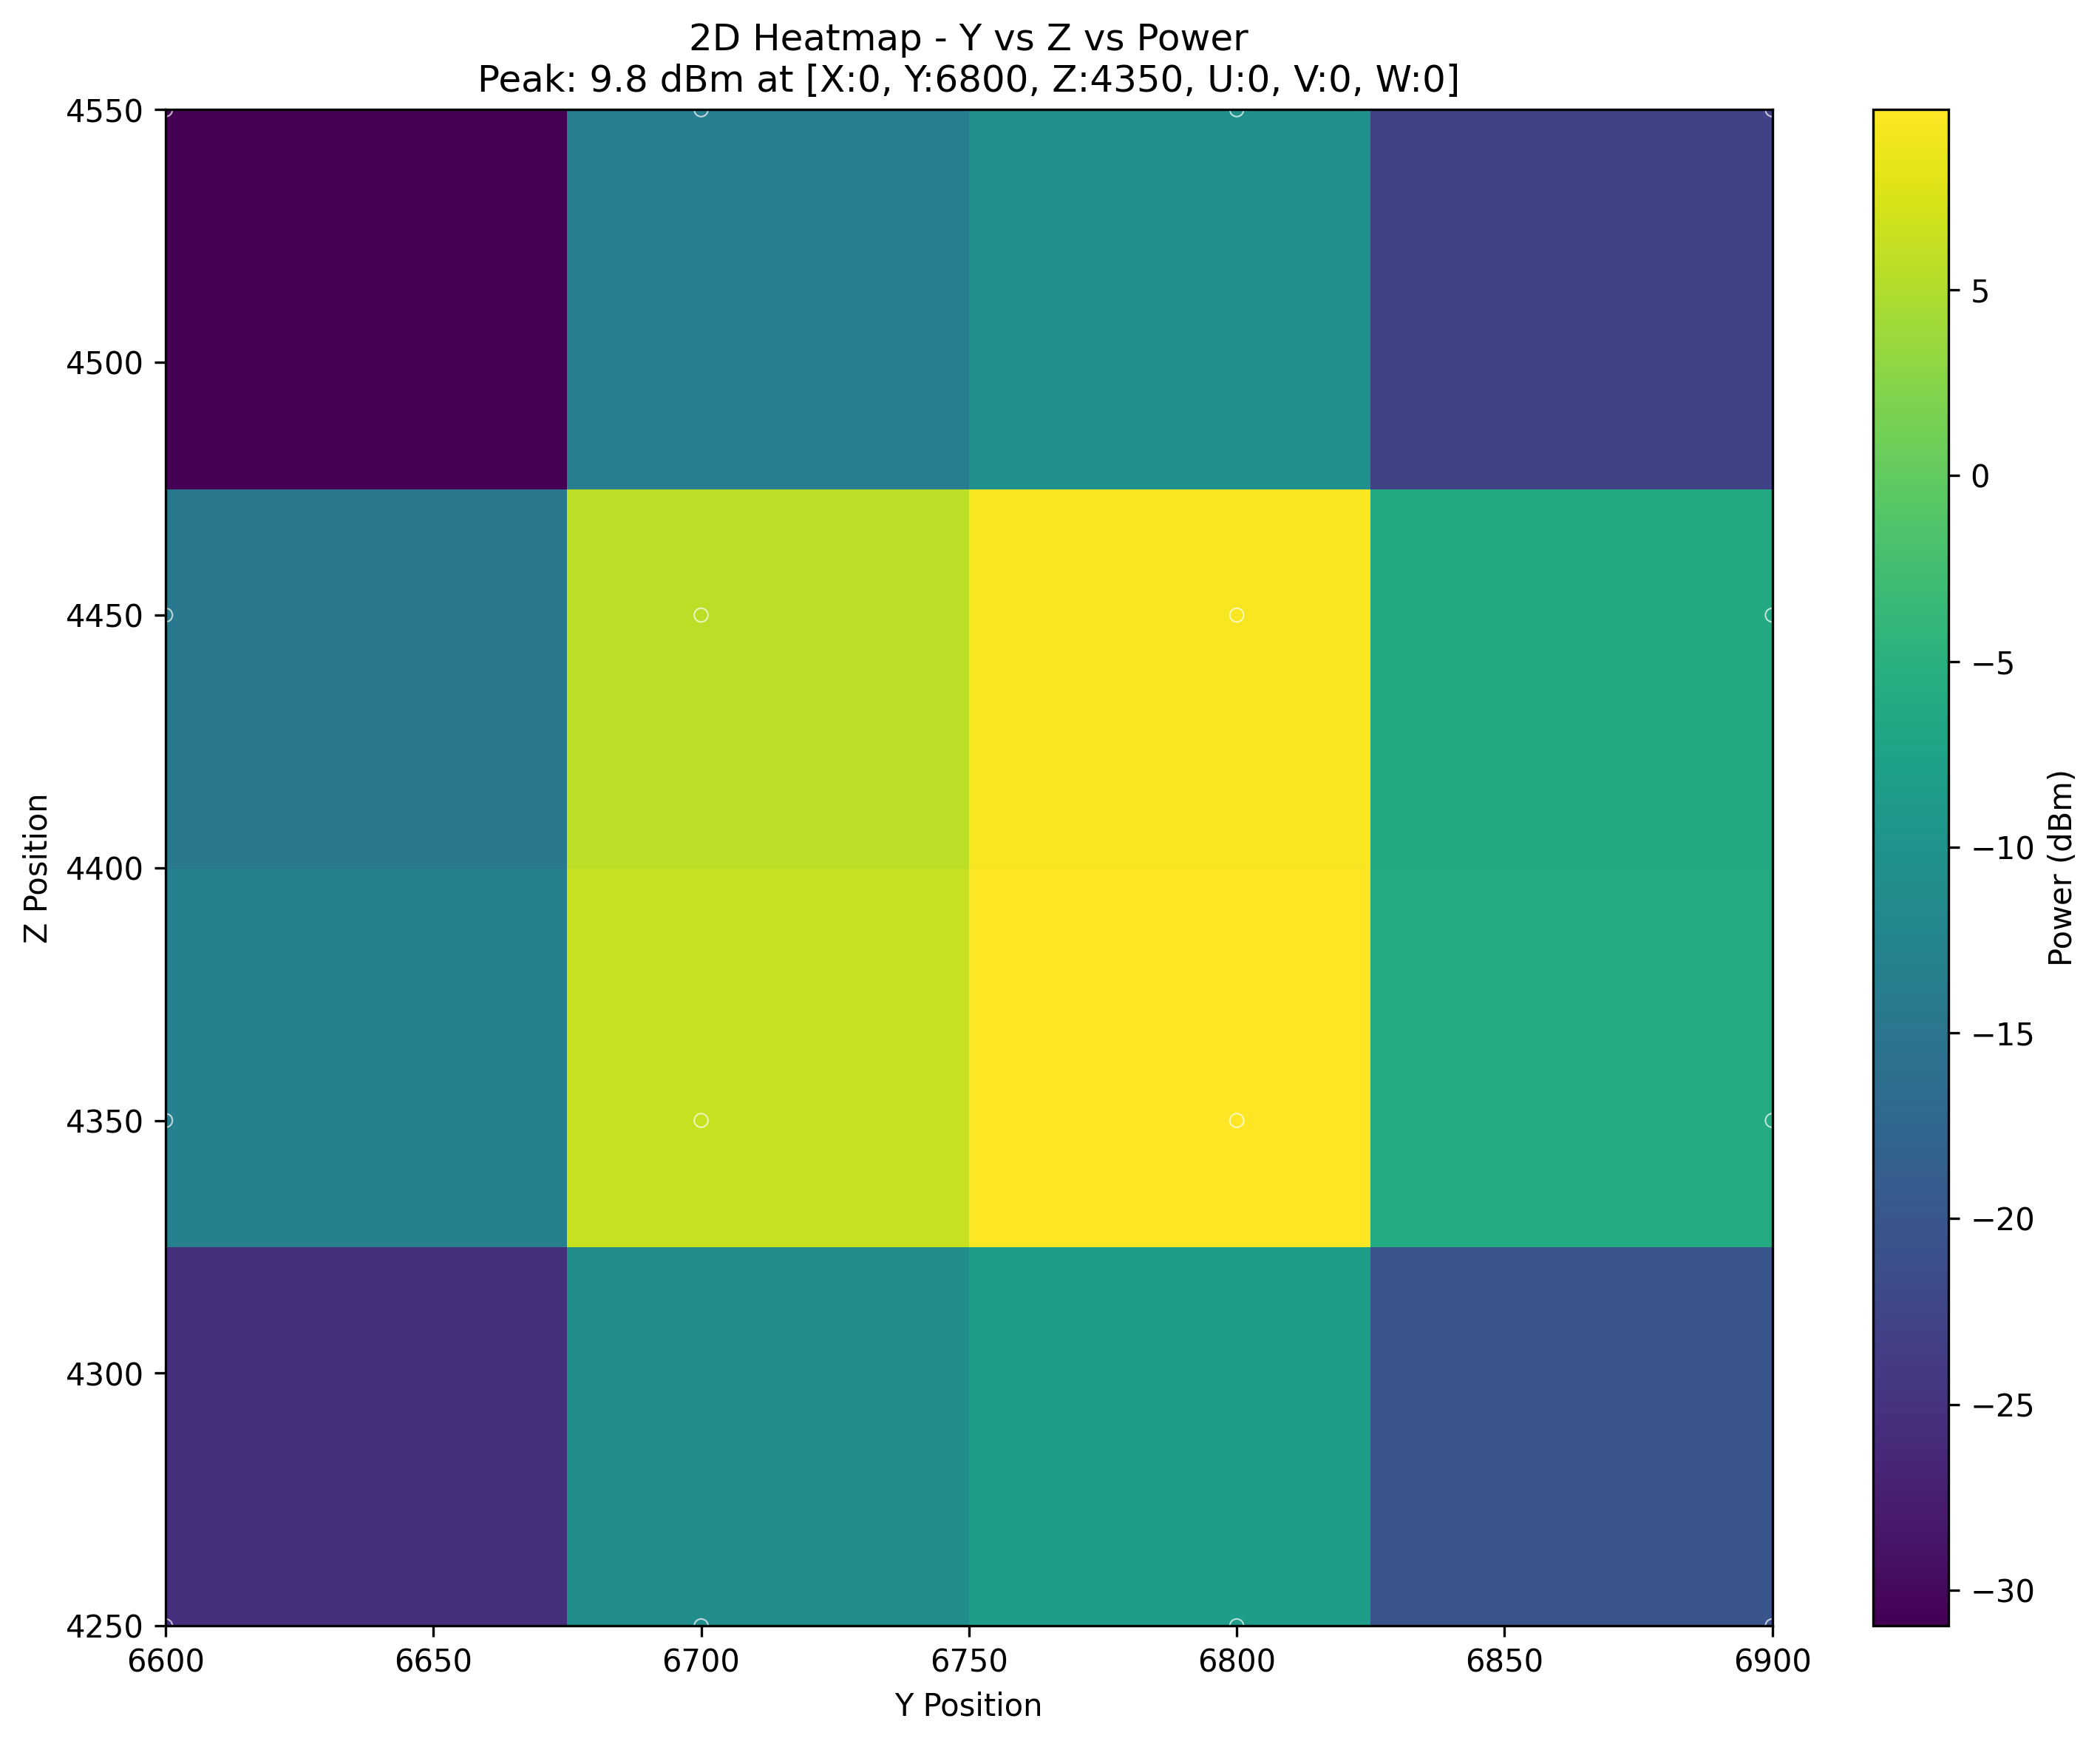 2D Heatmap - Y vs Z vs Power
Peak: 9.8 dBm at [X:0, Y:6800, Z:4350, U:0, V:0, W:0]
4550
4500
4450
4400
4350
4300
4250
Z Position
6600 6650 6700 6750 6800 6850 6900
Y Position
5
0
−5
−10
−15
−20
−25
−30
Power (dBm)